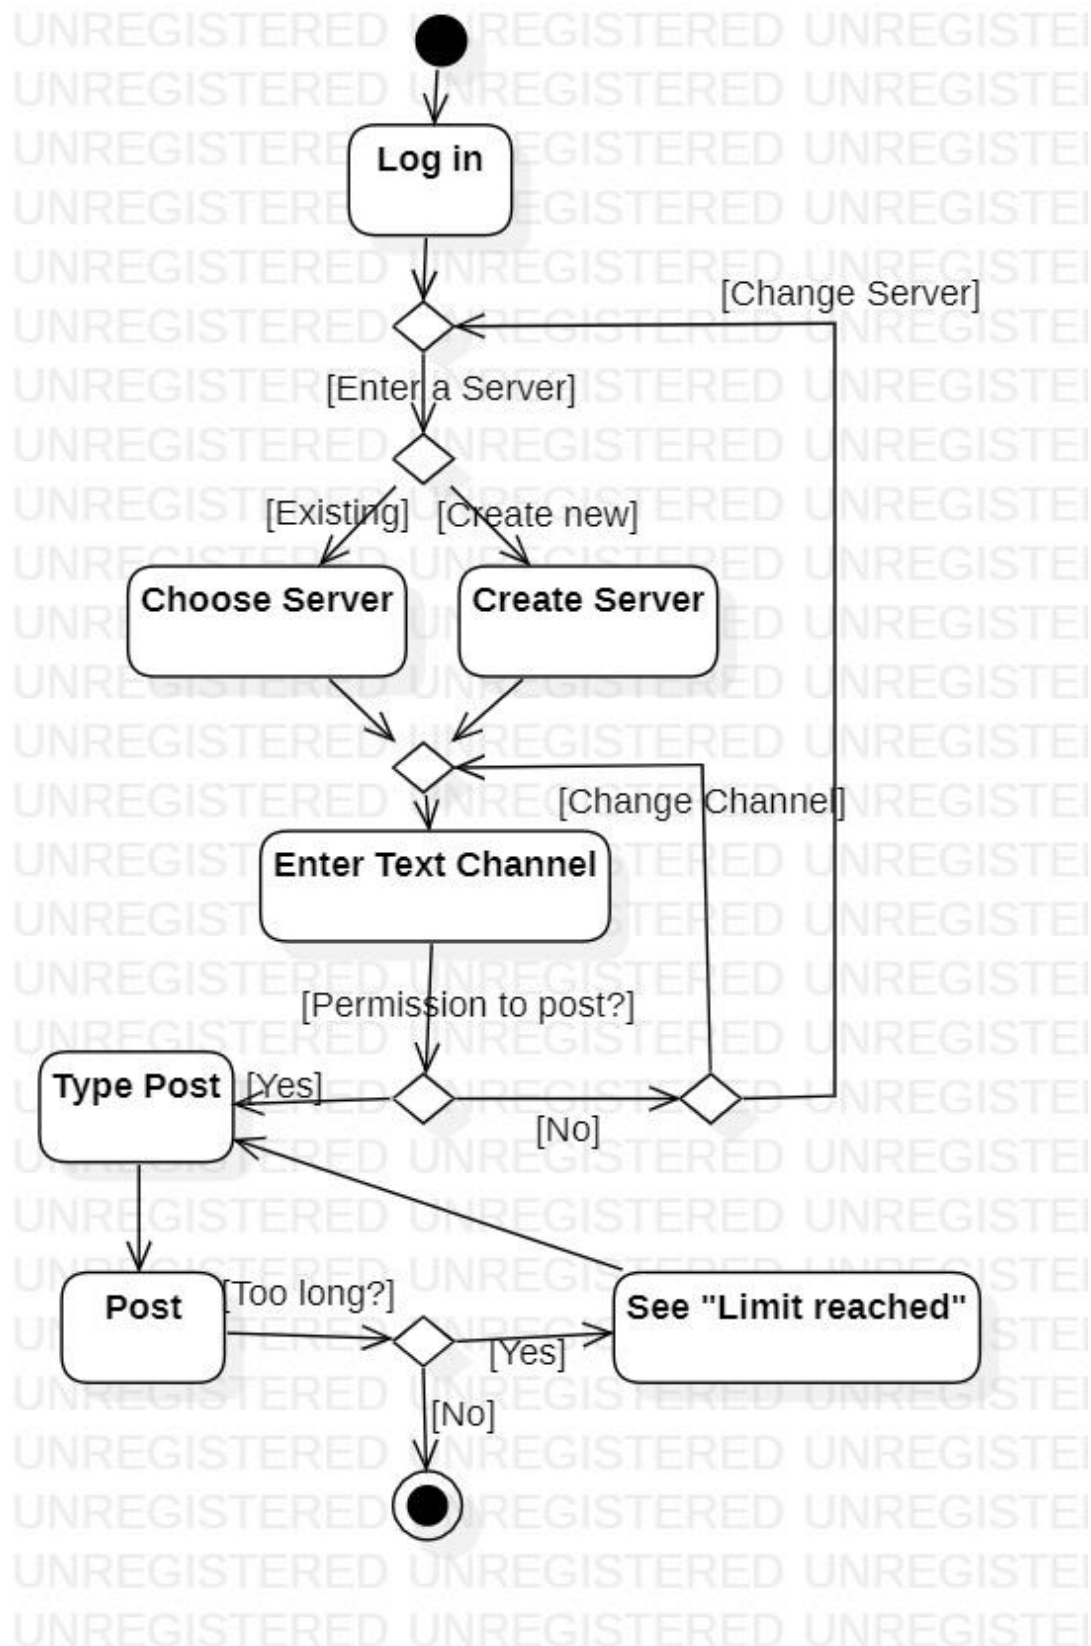 Log in
[Change Server]
[Enter a Server]
[Existing]
[Create new]
Choose Server
Create Server
[Change Channel]
Enter Text Channel
[Permission to post?]
Type Post
[Yes]
[No]
[Too long?]
Post
See "Limit reached"
[Yes]
[No]
UNREGISTERED